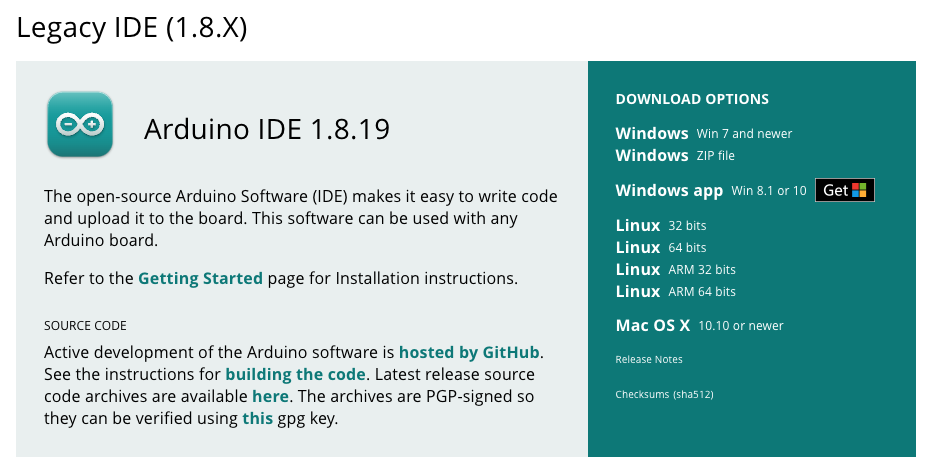 Legacy IDE (1.8.X)
Arduino IDE 1.8.19
The open-source Arduino Software (IDE) makes it easy to write code
and upload it to the board. This software can be used with any
Arduino board.
Refer to the Getting Started page for Installation instructions.
SOURCE CODE
Active development of the Arduino software is hosted by GitHub.
See the instructions for building the code. Latest release source
code archives are available here. The archives are PGP-signed so
they can be verified using this gpg key.
DOWNLOAD OPTIONS
Windows Win 7 and newer
Windows ZIP file
Windows app Win 8.1 or 10 Get
Linux 32 bits
Linux 64 bits
Linux ARM 32 bits
Linux ARM 64 bits
Mac OS X 10.10 or newer
Release Notes
Checksums (sha512)